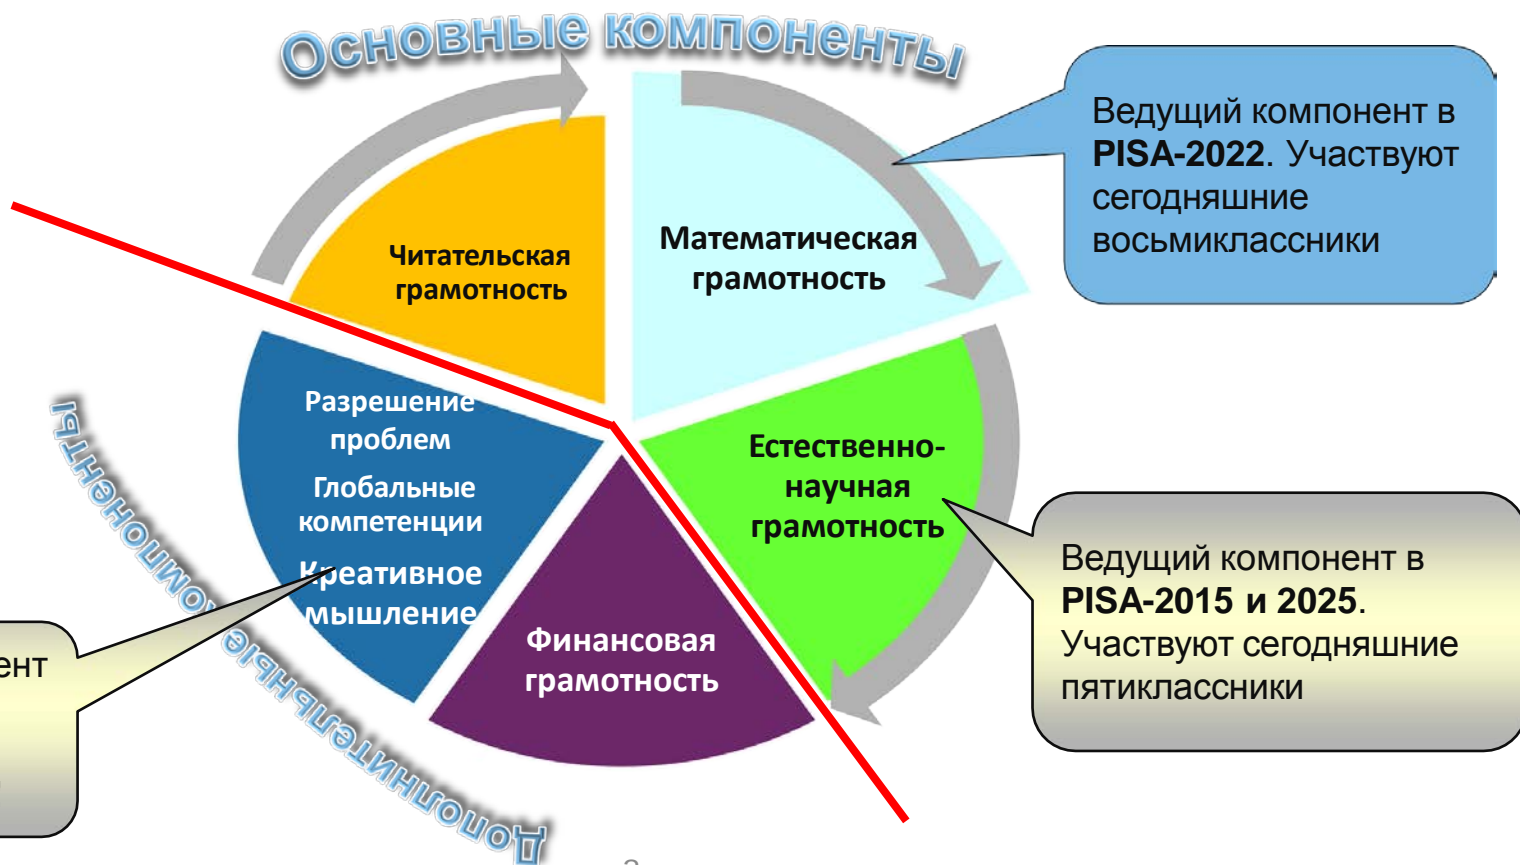 Основные компоненты
Ведущий компонент в
PISA-2022. Участвуют
сегодняшние
восьмиклассники
Математическая
грамотность
Читательская
грамотность
Разрешение
проблем
Глобальные
компетенции
Креативное
мышление
Естественно-
научная
грамотность
Ведущий компонент в
PISA-2015 и 2025.
Участвуют сегодняшние
пятиклассники
Финансовая
грамотность
Дополнительные компоненты